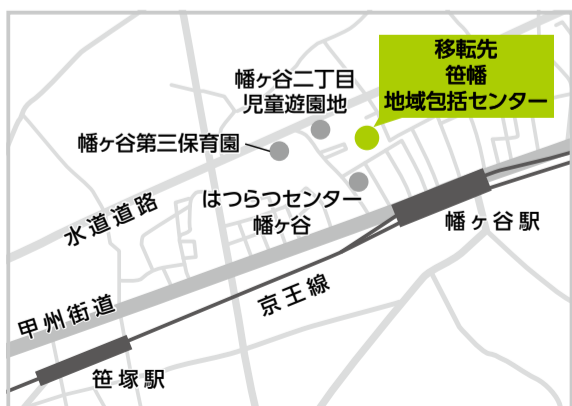 移転先
笹幡
地域包括センター
幡ヶ谷二丁目
児童遊園地
幡ヶ谷第三保育園
はつらつセンター
幡ヶ谷
水道道路
幡ヶ谷駅
京王線
甲州街道
笹塚駅